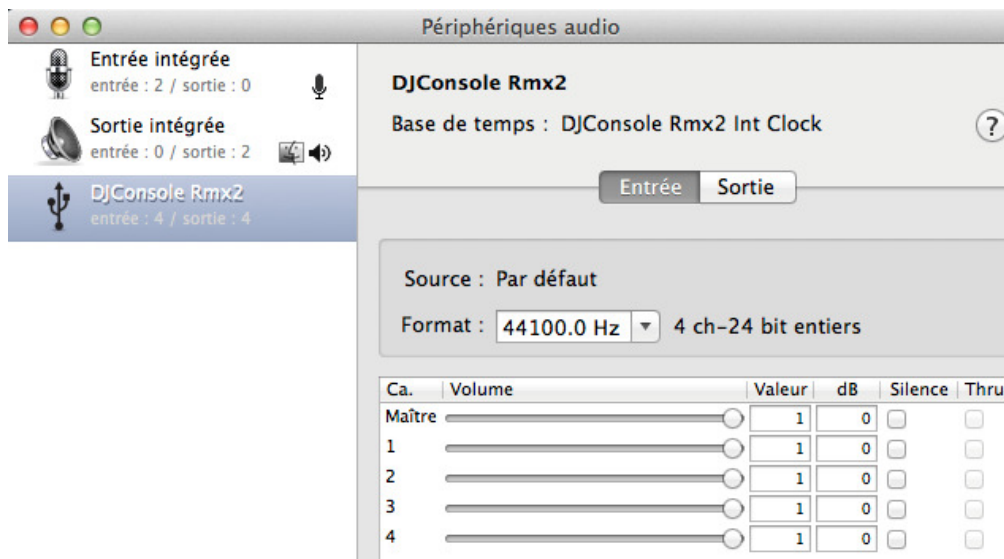 Périphériques audio
Entrée intégrée
entrée : 2 / sortie : 0
Sortie intégrée
entrée : 0 / sortie : 2
DJConsole Rmx2
entrée : 4 / sortie : 4
DJConsole Rmx2
Base de temps : DJConsole Rmx2 Int Clock
?
Entrée Sortie
Source : Par défaut
Format : 44100.0 Hz 4 ch-24 bit entiers
Ca. Volume Valeur dB Silence Thru
Maître 1 0
1 1 0
2 1 0
3 1 0
4 1 0